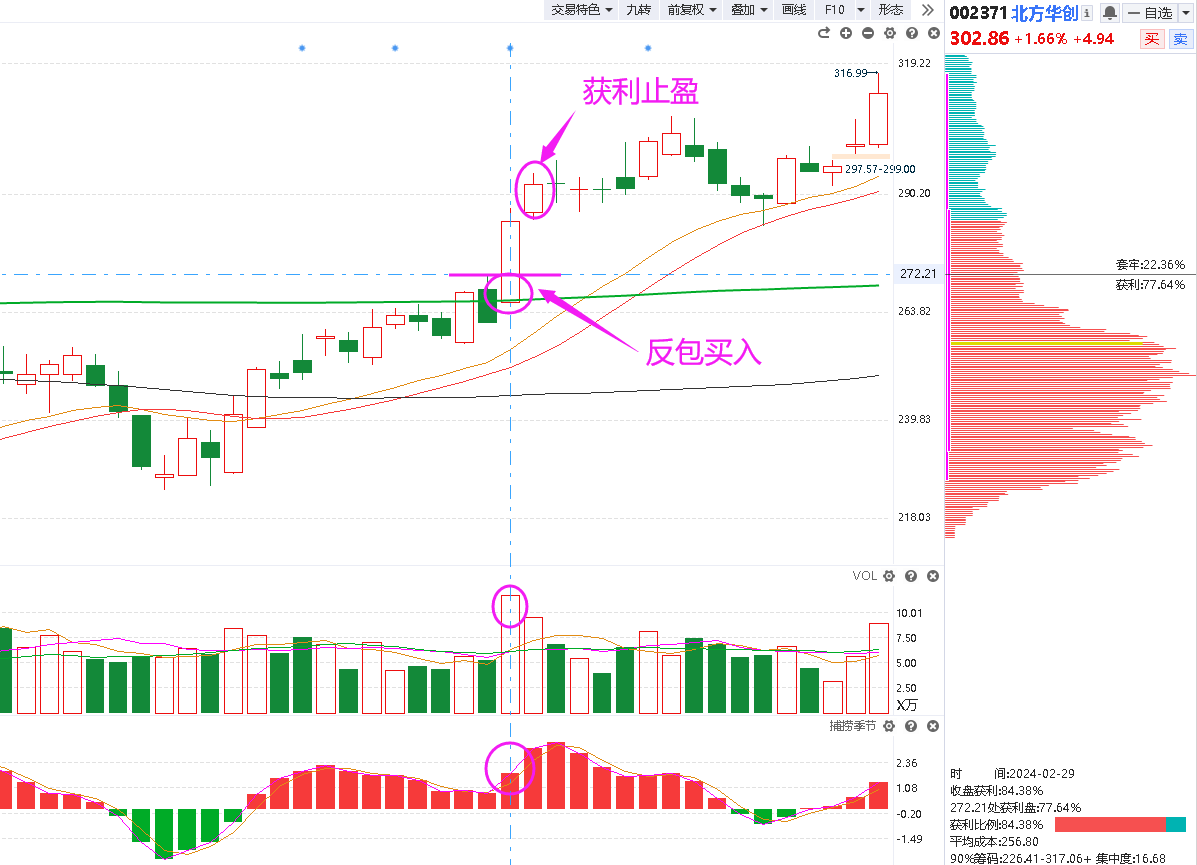 交易特色 九转 前复权 叠加 画线 F10 形态
002371 北方华创 自选
302.86 +1.66% +4.94 买 卖
319.22
316.99
获利止盈
297.57-299.00
290.20
272.21
套牢:22.36%
获利:77.64%
263.82
反包买入
239.83
218.03
VOL
10.01
7.50
5.00
2.50
X万
捕捞季节
2.36
1.08
-0.20
-1.49
时 间:2024-02-29
收盘获利:84.38%
272.21处获利盘:77.64%
获利比例:84.38%
平均成本:256.80
90%筹码:226.41-317.06+ 集中度:16.68